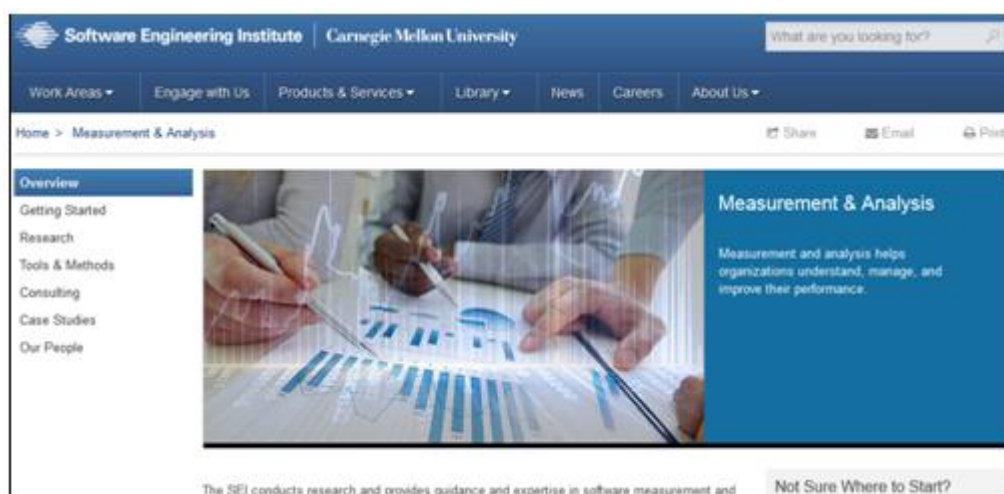 Software Engineering Institute Carnegie Mellon University
What are you looking for?
Work Areas Engage with Us Products & Services Library News Careers About Us
Home > Measurement & Analysis
Share Email Print
Overview
Getting Started
Research
Tools & Methods
Consulting
Case Studies
Our People
Measurement & Analysis
Measurement and analysis helps
organizations understand, manage, and
improve their performance.
The SEI conducts research and provides guidance and expertise in software measurement and
Not Sure Where to Start?